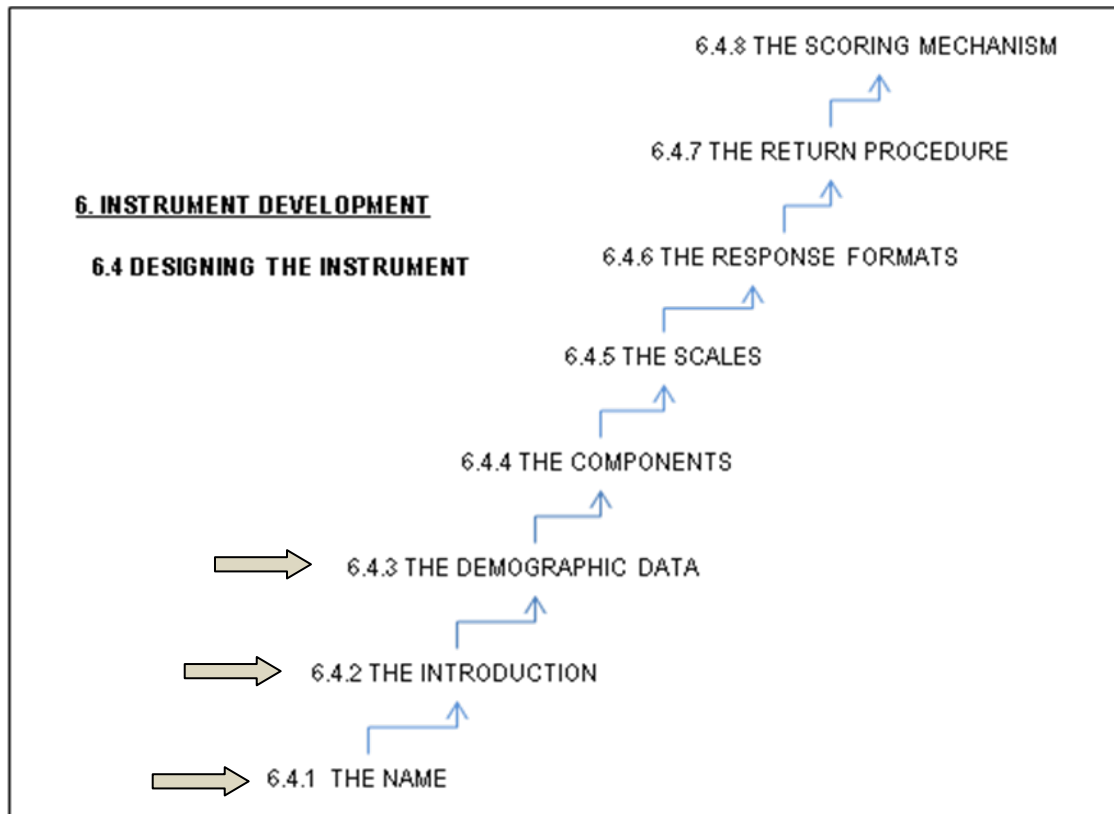 6.4.8 THE SCORING MECHANISM
6.4.7 THE RETURN PROCEDURE
6. INSTRUMENT DEVELOPMENT
6.4 DESIGNING THE INSTRUMENT
6.4.6 THE RESPONSE FORMATS
6.4.5 THE SCALES
6.4.4 THE COMPONENTS
6.4.3 THE DEMOGRAPHIC DATA
6.4.2 THE INTRODUCTION
6.4.1 THE NAME